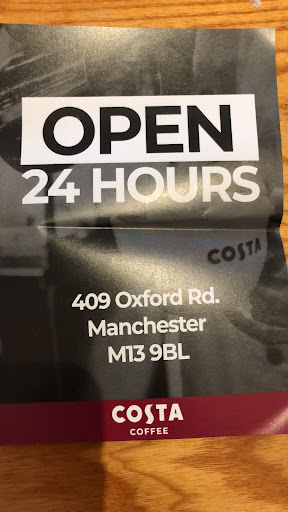 OPEN
24 HOURS
COSTA
409 Oxford Rd.
Manchester
M13 9BL
COSTA
COFFEE